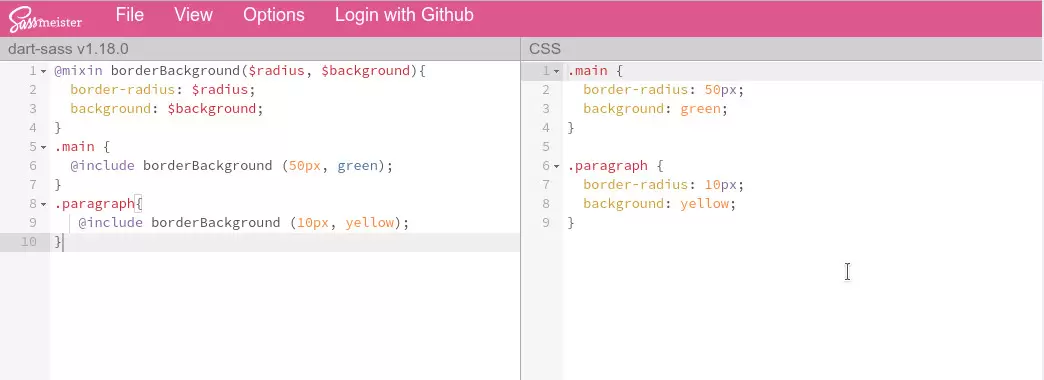 Sassmeister File View Options Login with Github
dart-sass v1.18.0
1 @mixin borderBackground($radius, $background){
2 border-radius: $radius;
3 background: $background;
4 }
5 .main {
6 @include borderBackground (50px, green);
7 }
8 .paragraph{
9 @include borderBackground (10px, yellow);
10 }
CSS
1 .main {
2 border-radius: 50px;
3 background: green;
4 }
5
6 .paragraph {
7 border-radius: 10px;
8 background: yellow;
9 }